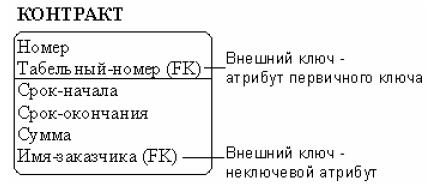 КОНТРАКТ
Номер
Табельный-номер (FK)
Срок-начала
Срок-окончания
Сумма
Имя-заказчика (FK)
Внешний ключ -
атрибут первичного ключа
Внешний ключ -
неключевой атрибут